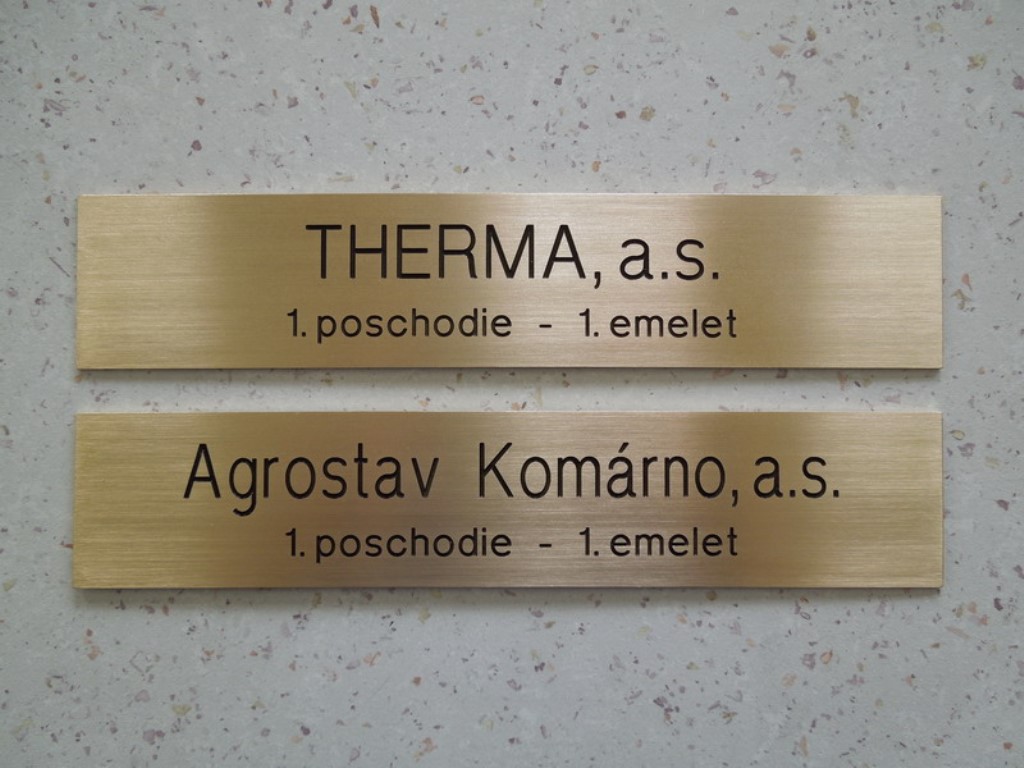 THERMA, a.s.
1. poschodie - 1. emelet
Agrostav Komárno, a.s.
1. poschodie - 1. emelet